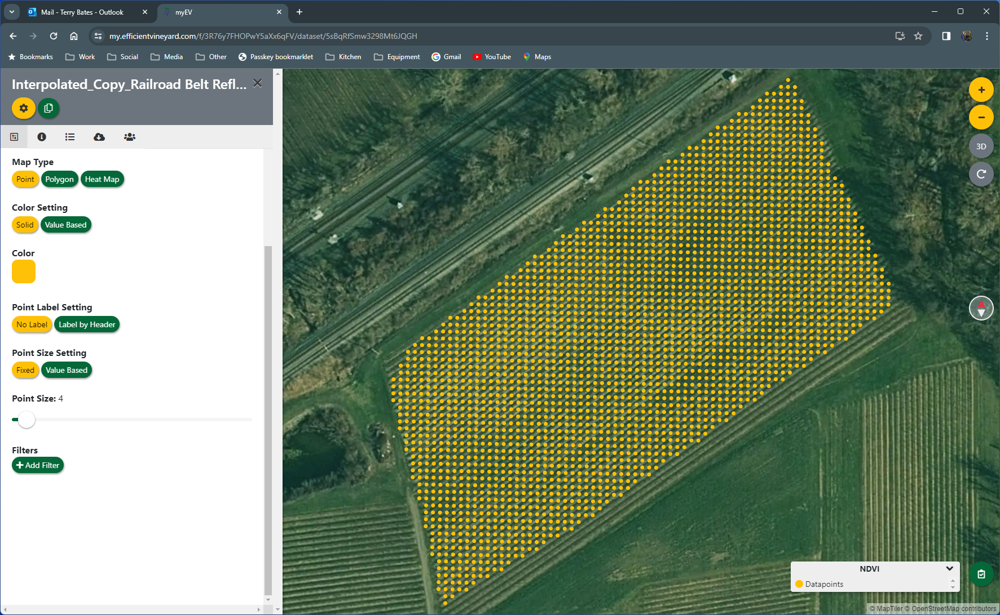 Mail - Terry Bates - Outlook
myEV
my.efficientvineyard.com/f/3R76y7FHOPwY5aXx6qFV/dataset/5sBqRfSmw3298Mt6JQGH
Bookmarks Work Social Media Other Passkey bookmarklet Kitchen Equipment Gmail YouTube Maps
Interpolated_Copy_Railroad Belt Refl...
Map Type
Point Polygon Heat Map
Color Setting
Solid Value Based
Color
Point Label Setting
No Label Label by Header
Point Size Setting
Fixed Value Based
Point Size: 4
Filters
Add Filter
3D
NDVI
Datapoints
© MapTiler © OpenStreetMap contributors